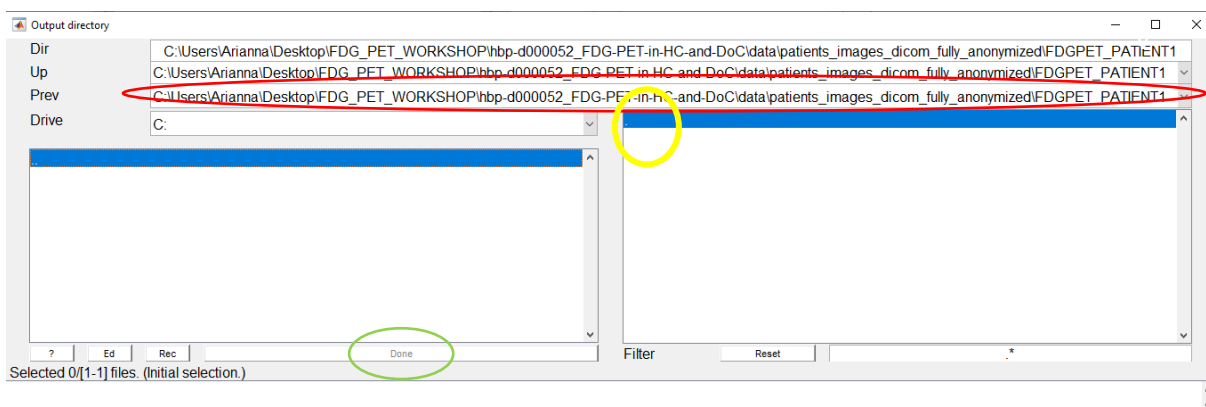 Output directory
Dir C:\Users\Arianna\Desktop\FDG_PET_WORKSHOP\hbp-d000052_FDG-PET-in-HC-and-DoC\data\patients_images_dicom_fully_anonymized\FDGPET_PATIENT1
Up C:\Users\Arianna\Desktop\FDG_PET_WORKSHOP\hbp-d000052_FDG-PET-in-HC-and-DoC\data\patients_images_dicom_fully_anonymized\FDGPET_PATIENT1
Prev C:\Users\Arianna\Desktop\FDG_PET_WORKSHOP\hbp-d000052_FDG-PET-in-HC-and-DoC\data\patients_images_dicom_fully_anonymized\FDGPET_PATIENT1
Drive C:
.. .
? Ed Rec Done Filter Reset .*
Selected 0/[1-1] files. (Initial selection.)